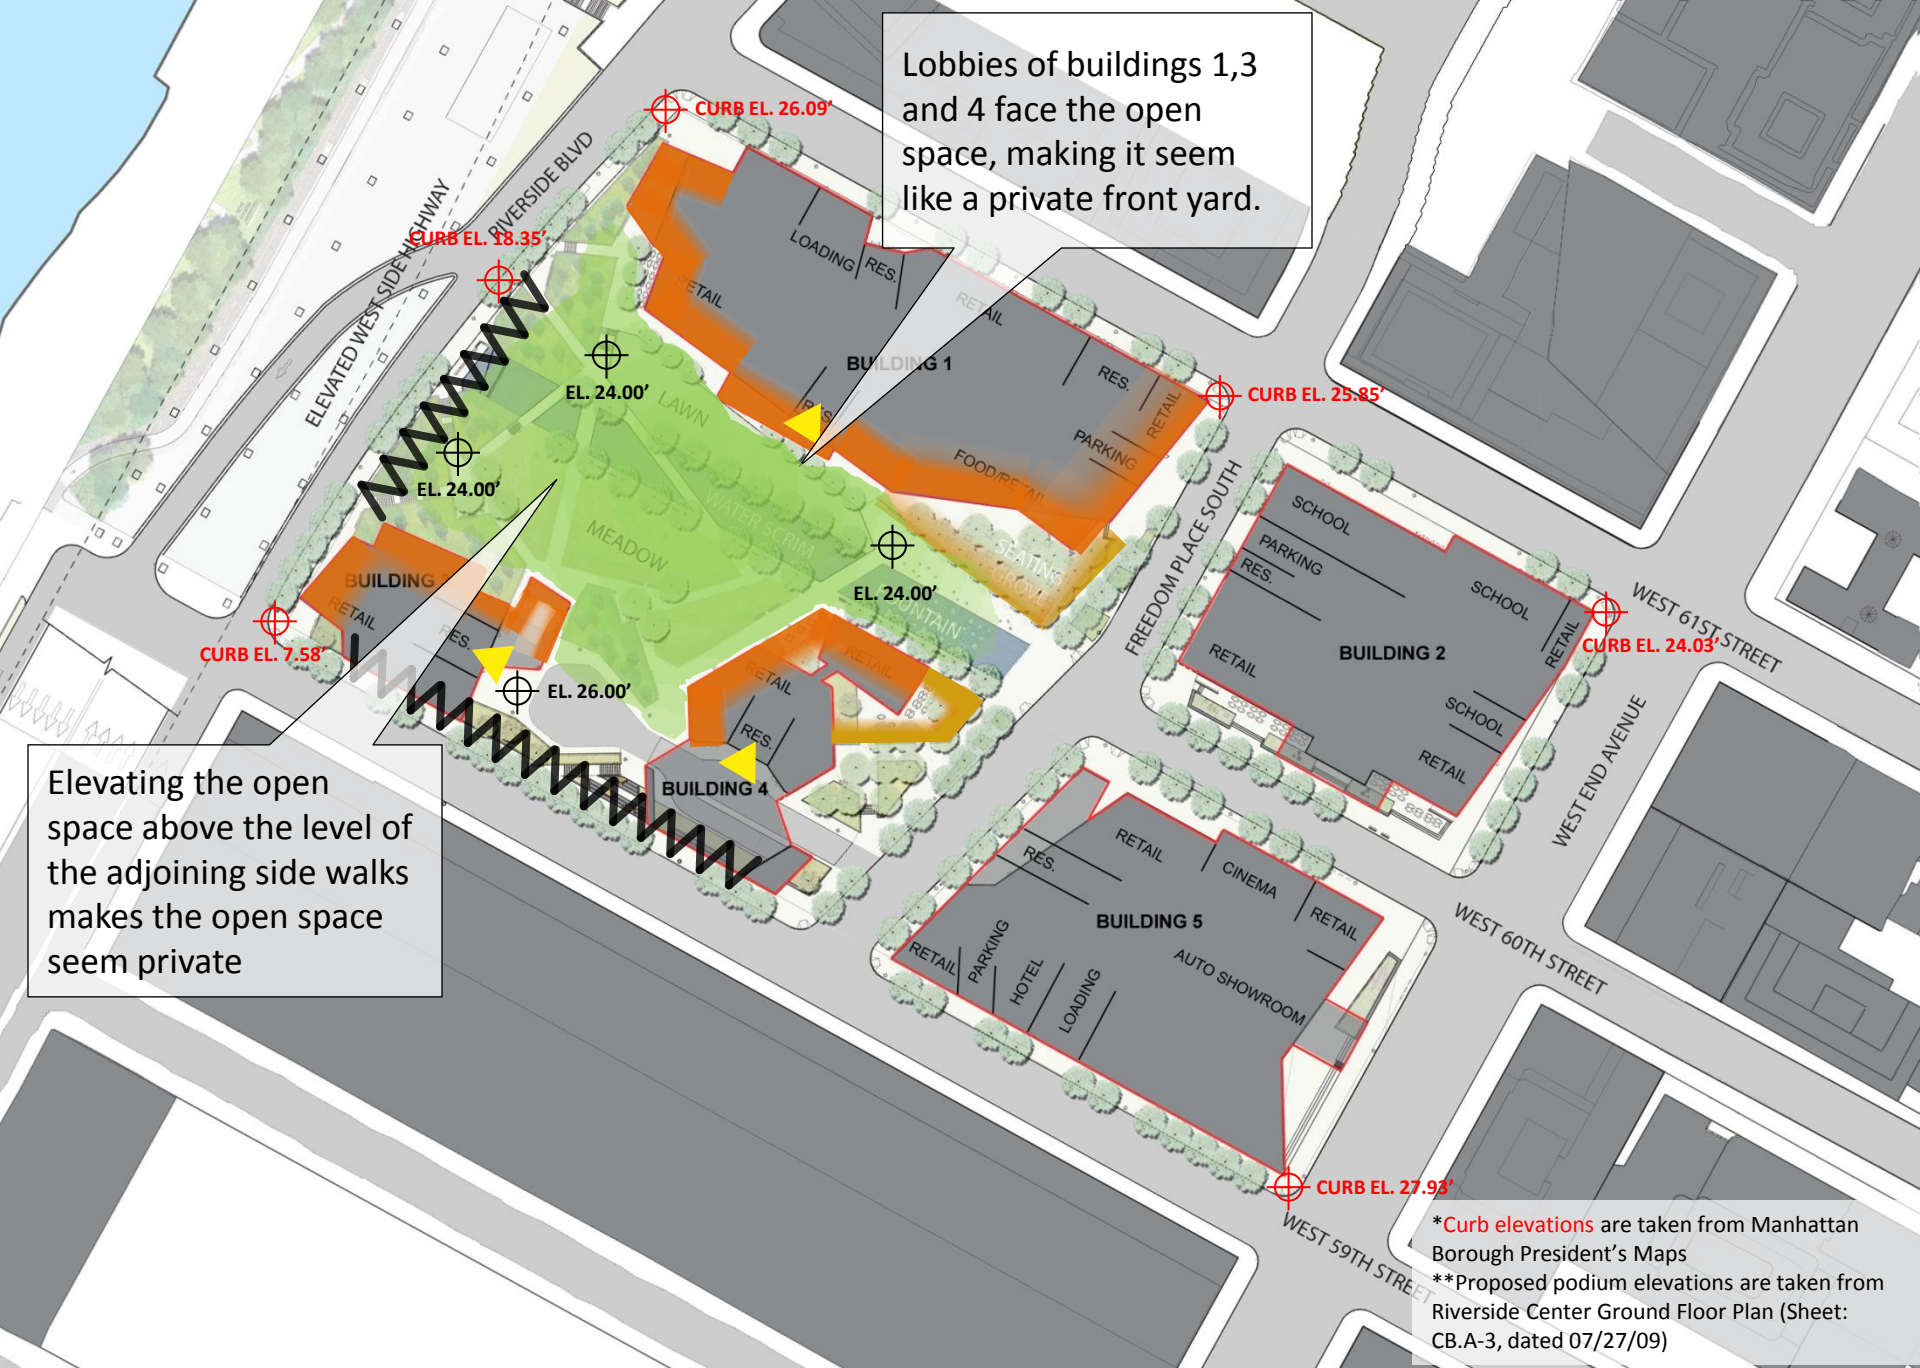 Lobbies of buildings 1,3
and 4 face the open
space, making it seem
like a private front yard.
CURB EL. 26.09’
RIVERSIDE BLVD
CURB EL. 18.35’
ELEVATED WEST SIDE HIGHWAY
LOADING
RES.
RETAIL
RETAIL
BUILDING 1
RES.
RETAIL
RES.
PARKING
FOOD/RETAIL
CURB EL. 25.85’
EL. 24.00’
LAWN
EL. 24.00’
WATER SCRIM
MEADOW
SEATING
GROVE
EL. 24.00’
FOUNTAIN
FREEDOM PLACE SOUTH
SCHOOL
PARKING
RES.
SCHOOL
RETAIL
RETAIL
BUILDING 2
SCHOOL
RETAIL
WEST 61ST STREET
CURB EL. 24.03’
WEST END AVENUE
BUILDING 3
RETAIL
RES.
CURB EL. 7.58’
EL. 26.00’
RETAIL
RETAIL
RES.
BUILDING 4
Elevating the open
space above the level of
the adjoining side walks
makes the open space
seem private
RES.
RETAIL
CINEMA
RETAIL
BUILDING 5
RETAIL
PARKING
HOTEL
LOADING
AUTO SHOWROOM
WEST 60TH STREET
CURB EL. 27.93’
WEST 59TH STREET
*Curb elevations are taken from Manhattan
Borough President’s Maps
**Proposed podium elevations are taken from
Riverside Center Ground Floor Plan (Sheet:
CB.A-3, dated 07/27/09)